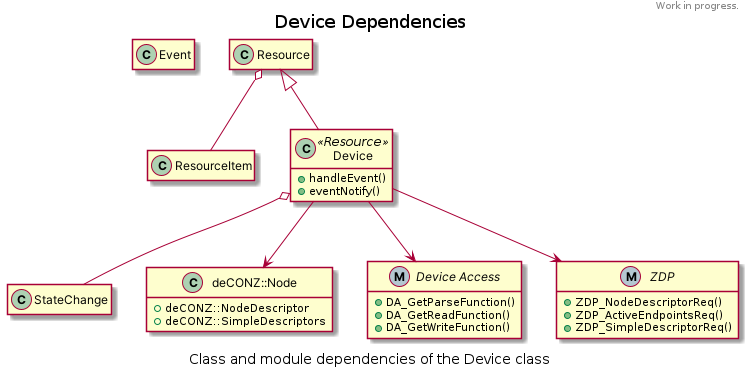 Work in progress.
Device Dependencies
C Event
C Resource
C ResourceItem
C «Resource»
Device
handleEvent()
eventNotify()
C StateChange
C deCONZ::Node
deCONZ::NodeDescriptor
deCONZ::SimpleDescriptors
M Device Access
DA_GetParseFunction()
DA_GetReadFunction()
DA_GetWriteFunction()
M ZDP
ZDP_NodeDescriptorReq()
ZDP_ActiveEndpointsReq()
ZDP_SimpleDescriptorReq()
Class and module dependencies of the Device class